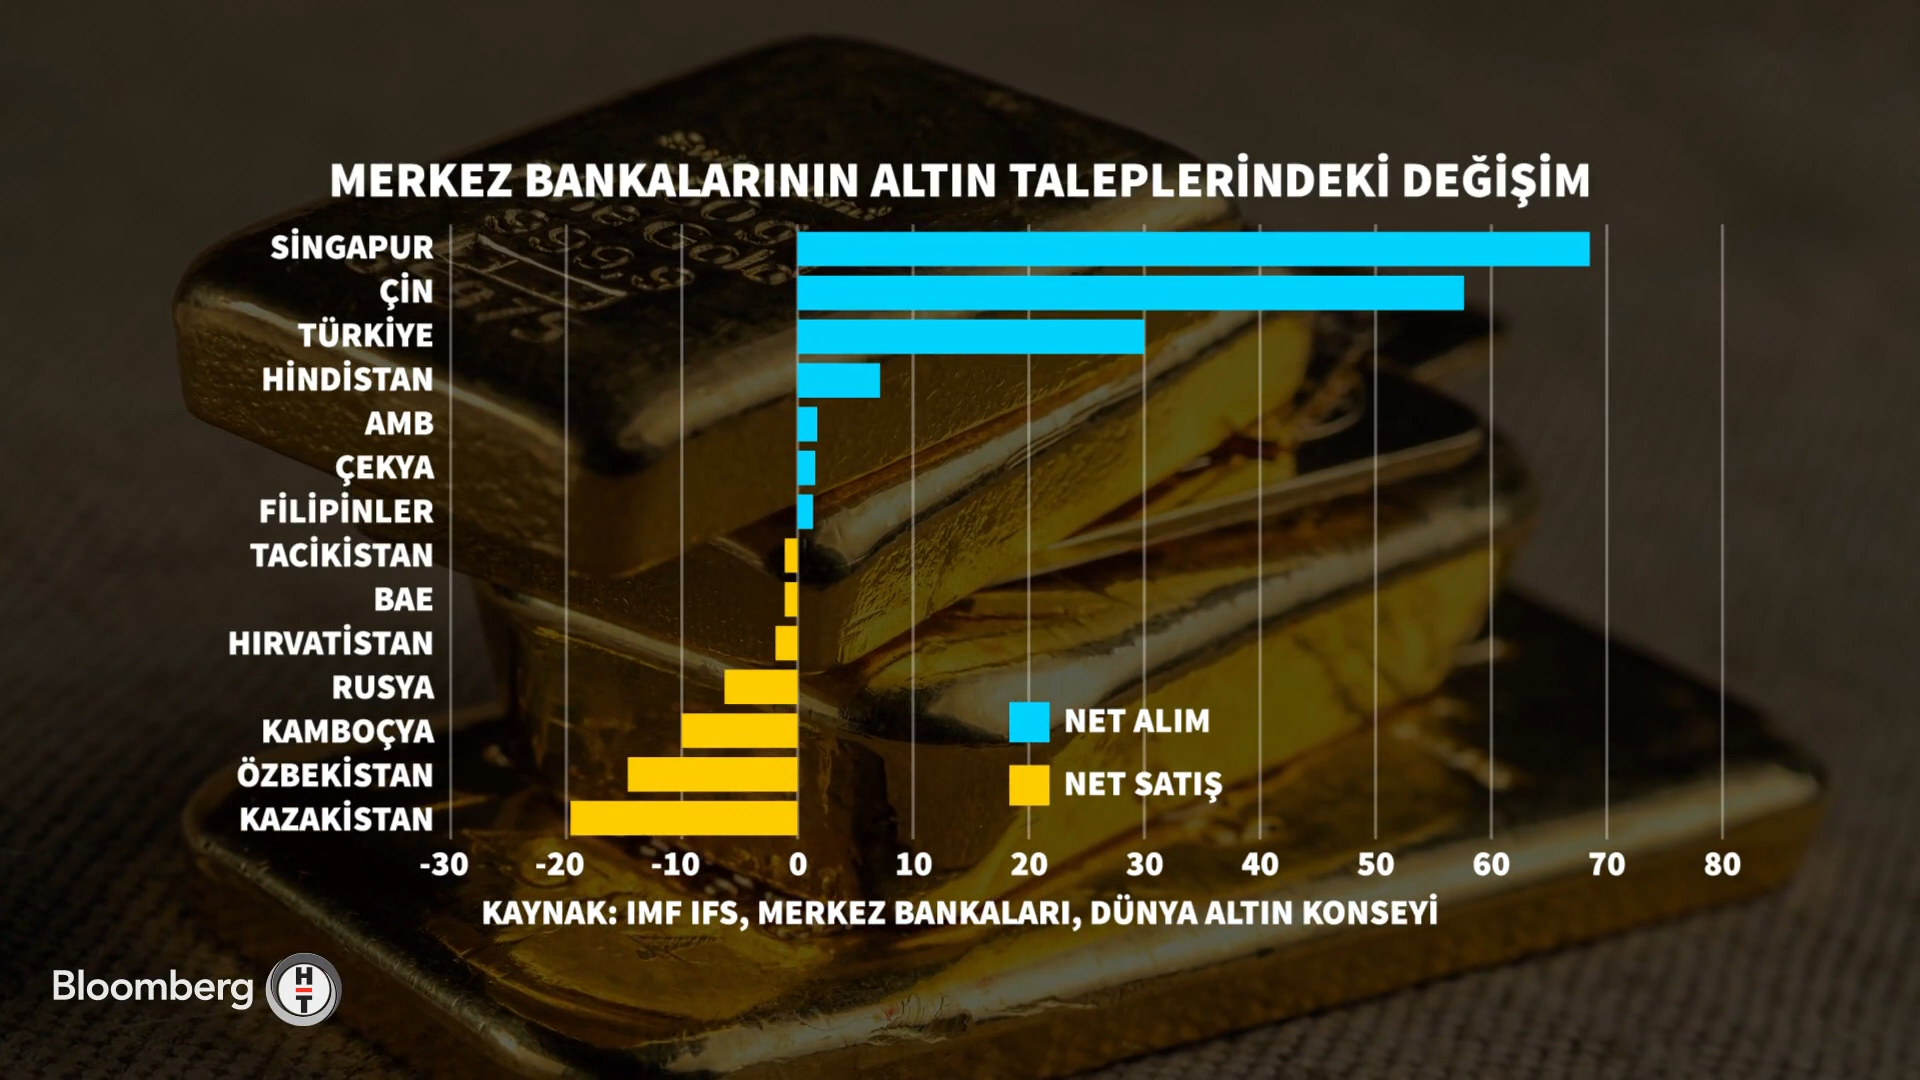 MERKEZ BANKALARININ ALTIN TALEPLERİNDEKİ DEĞİŞİM
SİNGAPUR
ÇİN
TÜRKİYE
HİNDİSTAN
AMB
ÇEKYA
FİLİPİNLER
TACİKİSTAN
BAE
HIRVATİSTAN
RUSYA
KAMBOÇYA
ÖZBEKİSTAN
KAZAKİSTAN
NET ALIM
NET SATIŞ
-30 -20 -10 0 10 20 30 40 50 60 70 80
KAYNAK: IMF IFS, MERKEZ BANKALARI, DÜNYA ALTIN KONSEYİ
Bloomberg HT